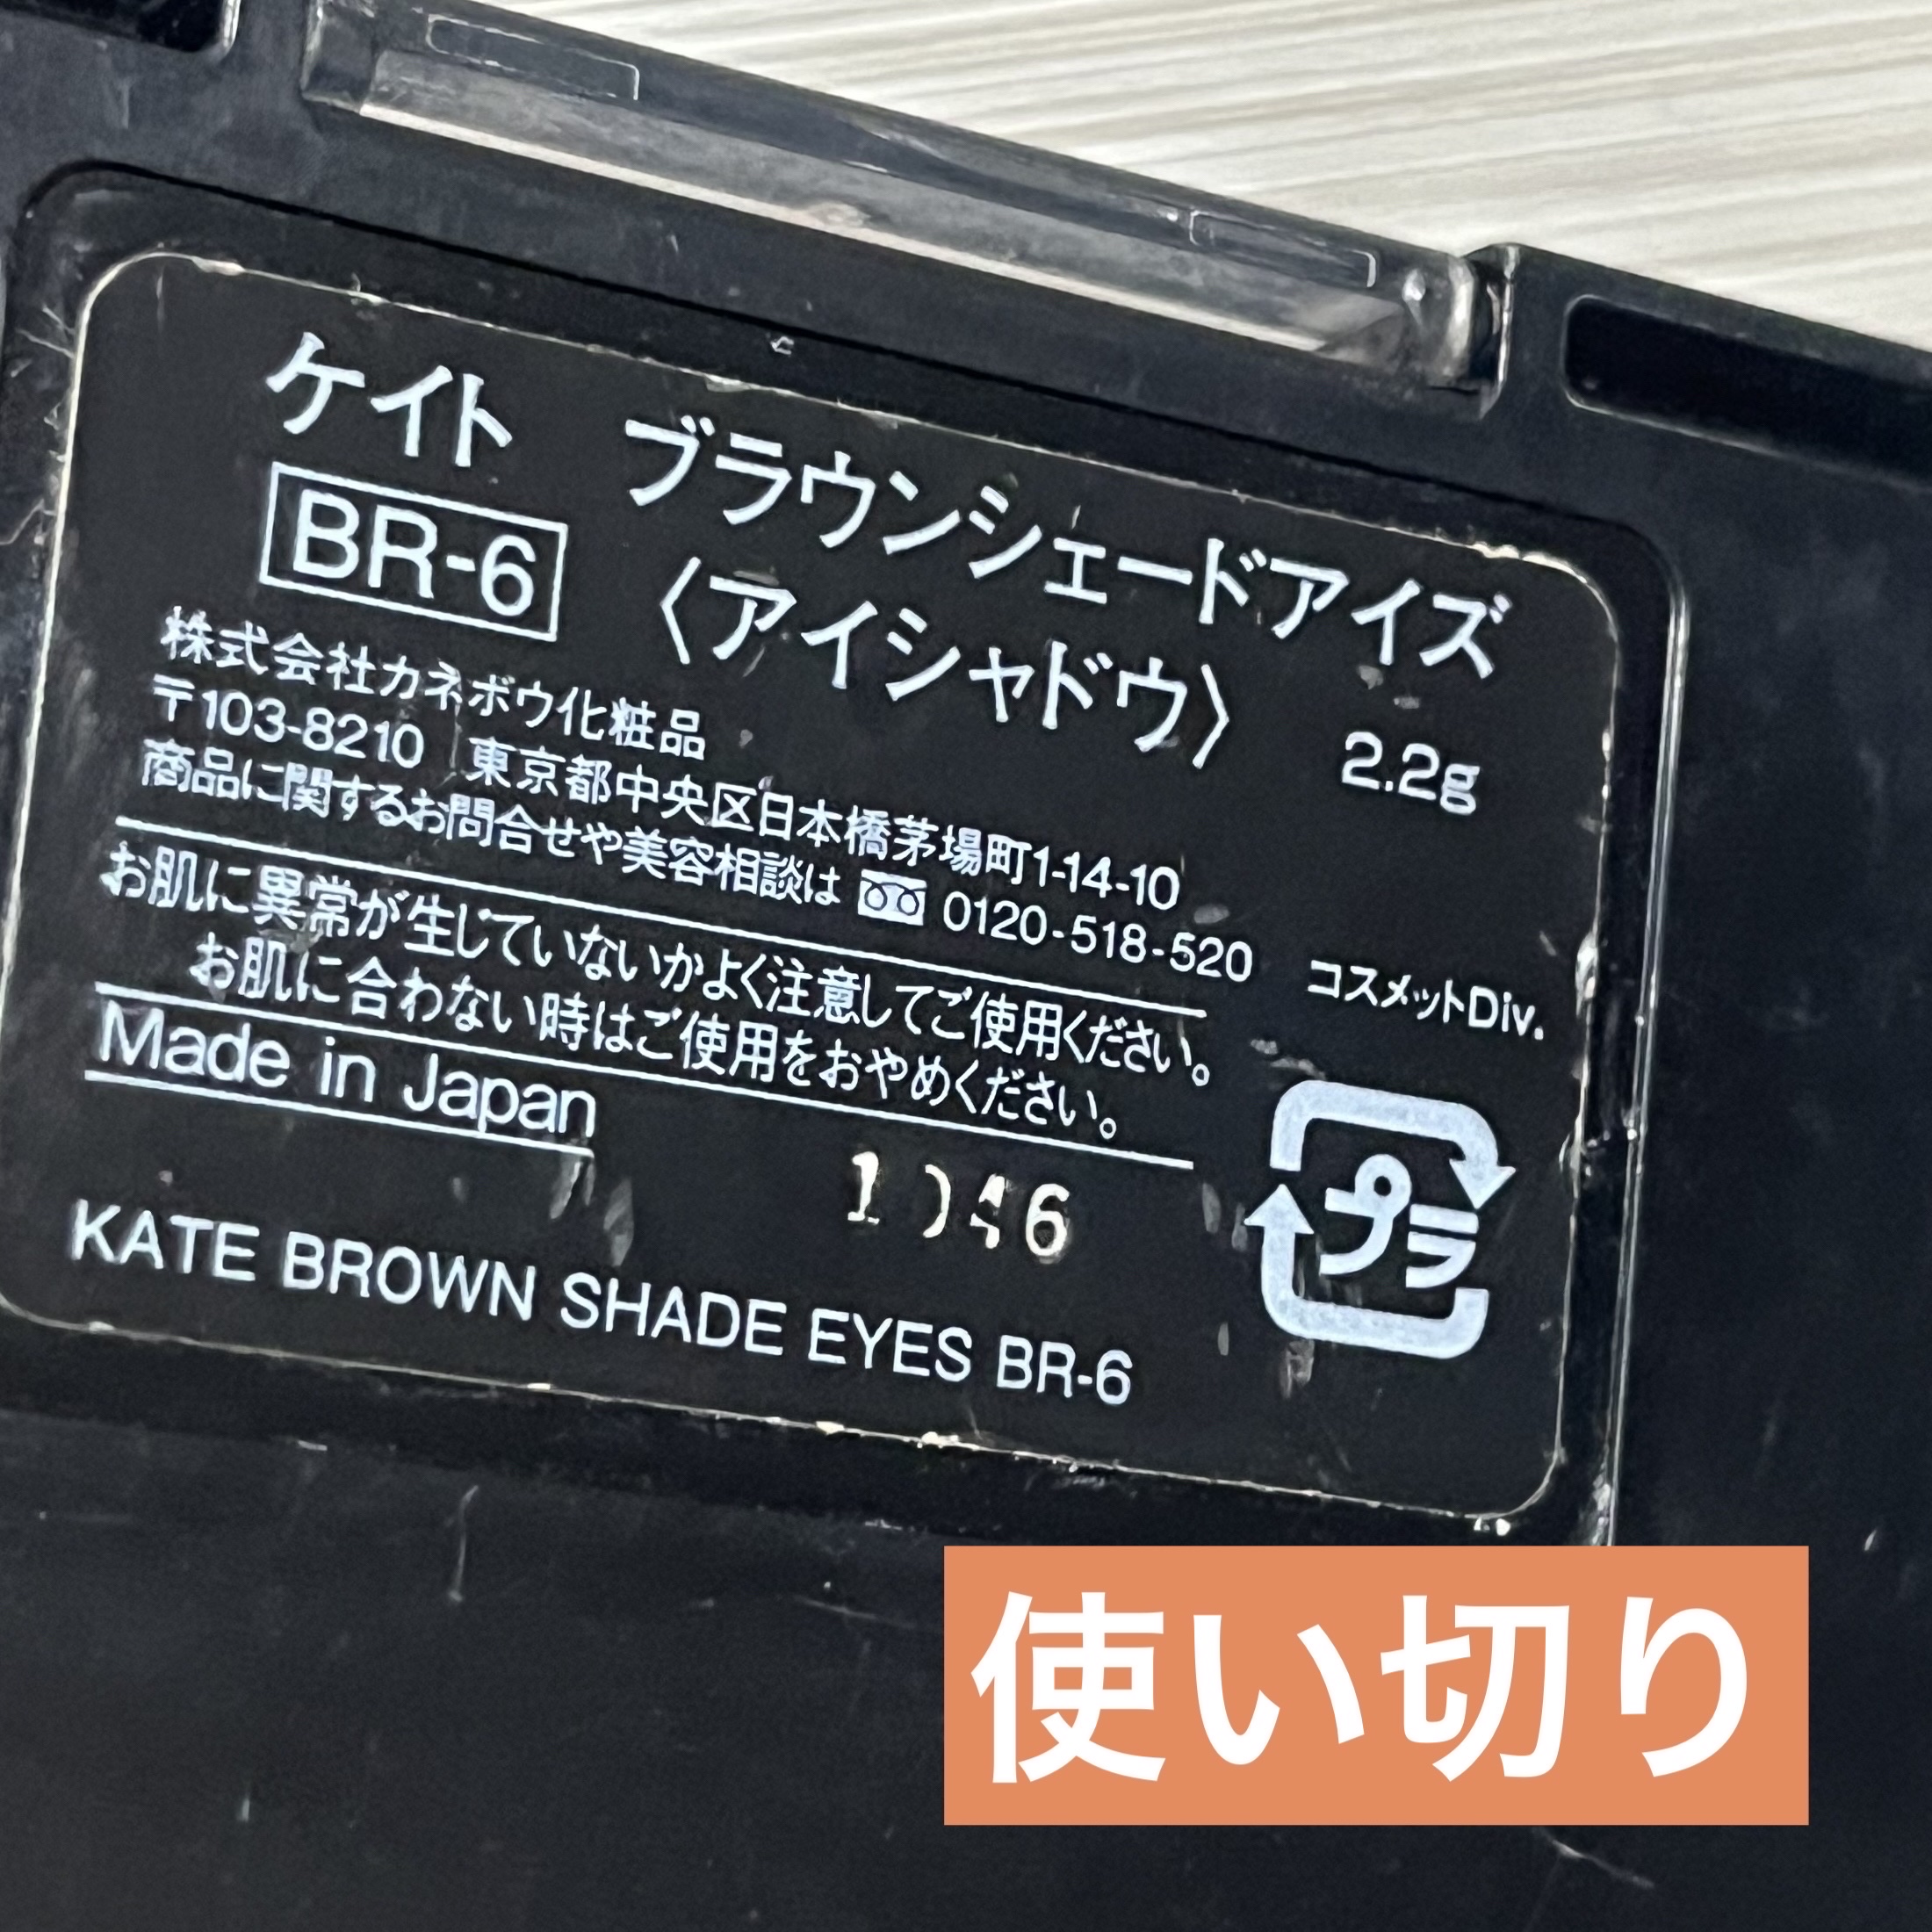 ケイト ブラウンシェードアイズ
BR-6 〈アイシャドウ〉 2.2g
株式会社カネボウ化粧品
〒103-8210 東京都中央区日本橋茅場町1-14-10
商品に関するお問合せや美容相談は 0120-518-520 コスメットDiv.
お肌に異常が生じていないかよく注意してご使用ください。
お肌に合わない時はご使用をおやめください。
Made in Japan
プラ
KATE BROWN SHADE EYES BR-6
使い切り